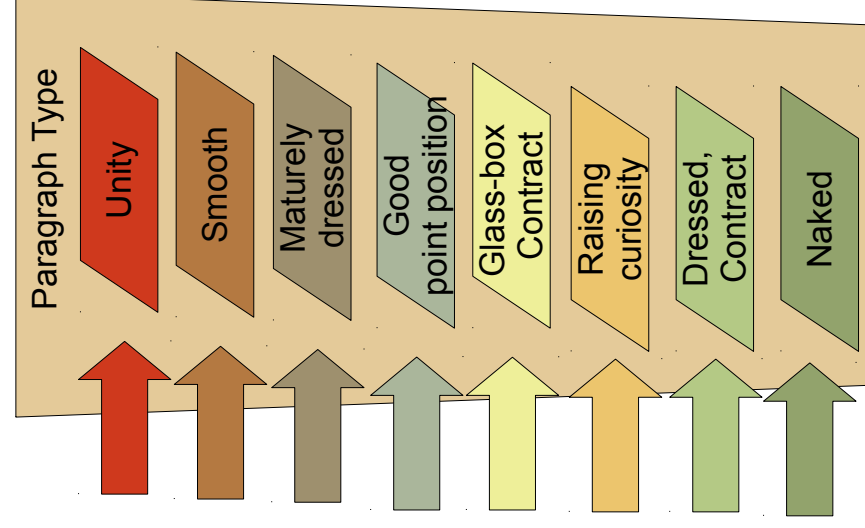 Paragraph Type
Unity
Smooth
Maturely
dressed
Good
point position
Glass-box
Contract
Raising
curiosity
Dressed,
Contract
Naked